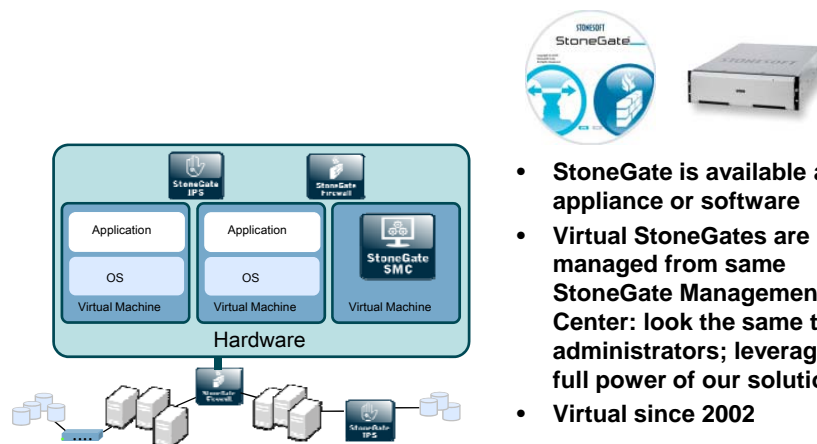 STONESOFT
StoneGate
StoneGate
IPS
StoneGate
Firewall
Application
Application
OS
OS
StoneGate
SMC
Virtual Machine
Virtual Machine
Virtual Machine
Hardware
StoneGate
Firewall
StoneGate
IPS
• StoneGate is available a
appliance or software
• Virtual StoneGates are
managed from same
StoneGate Managemen
Center: look the same t
administrators; leverag
full power of our solutio
• Virtual since 2002